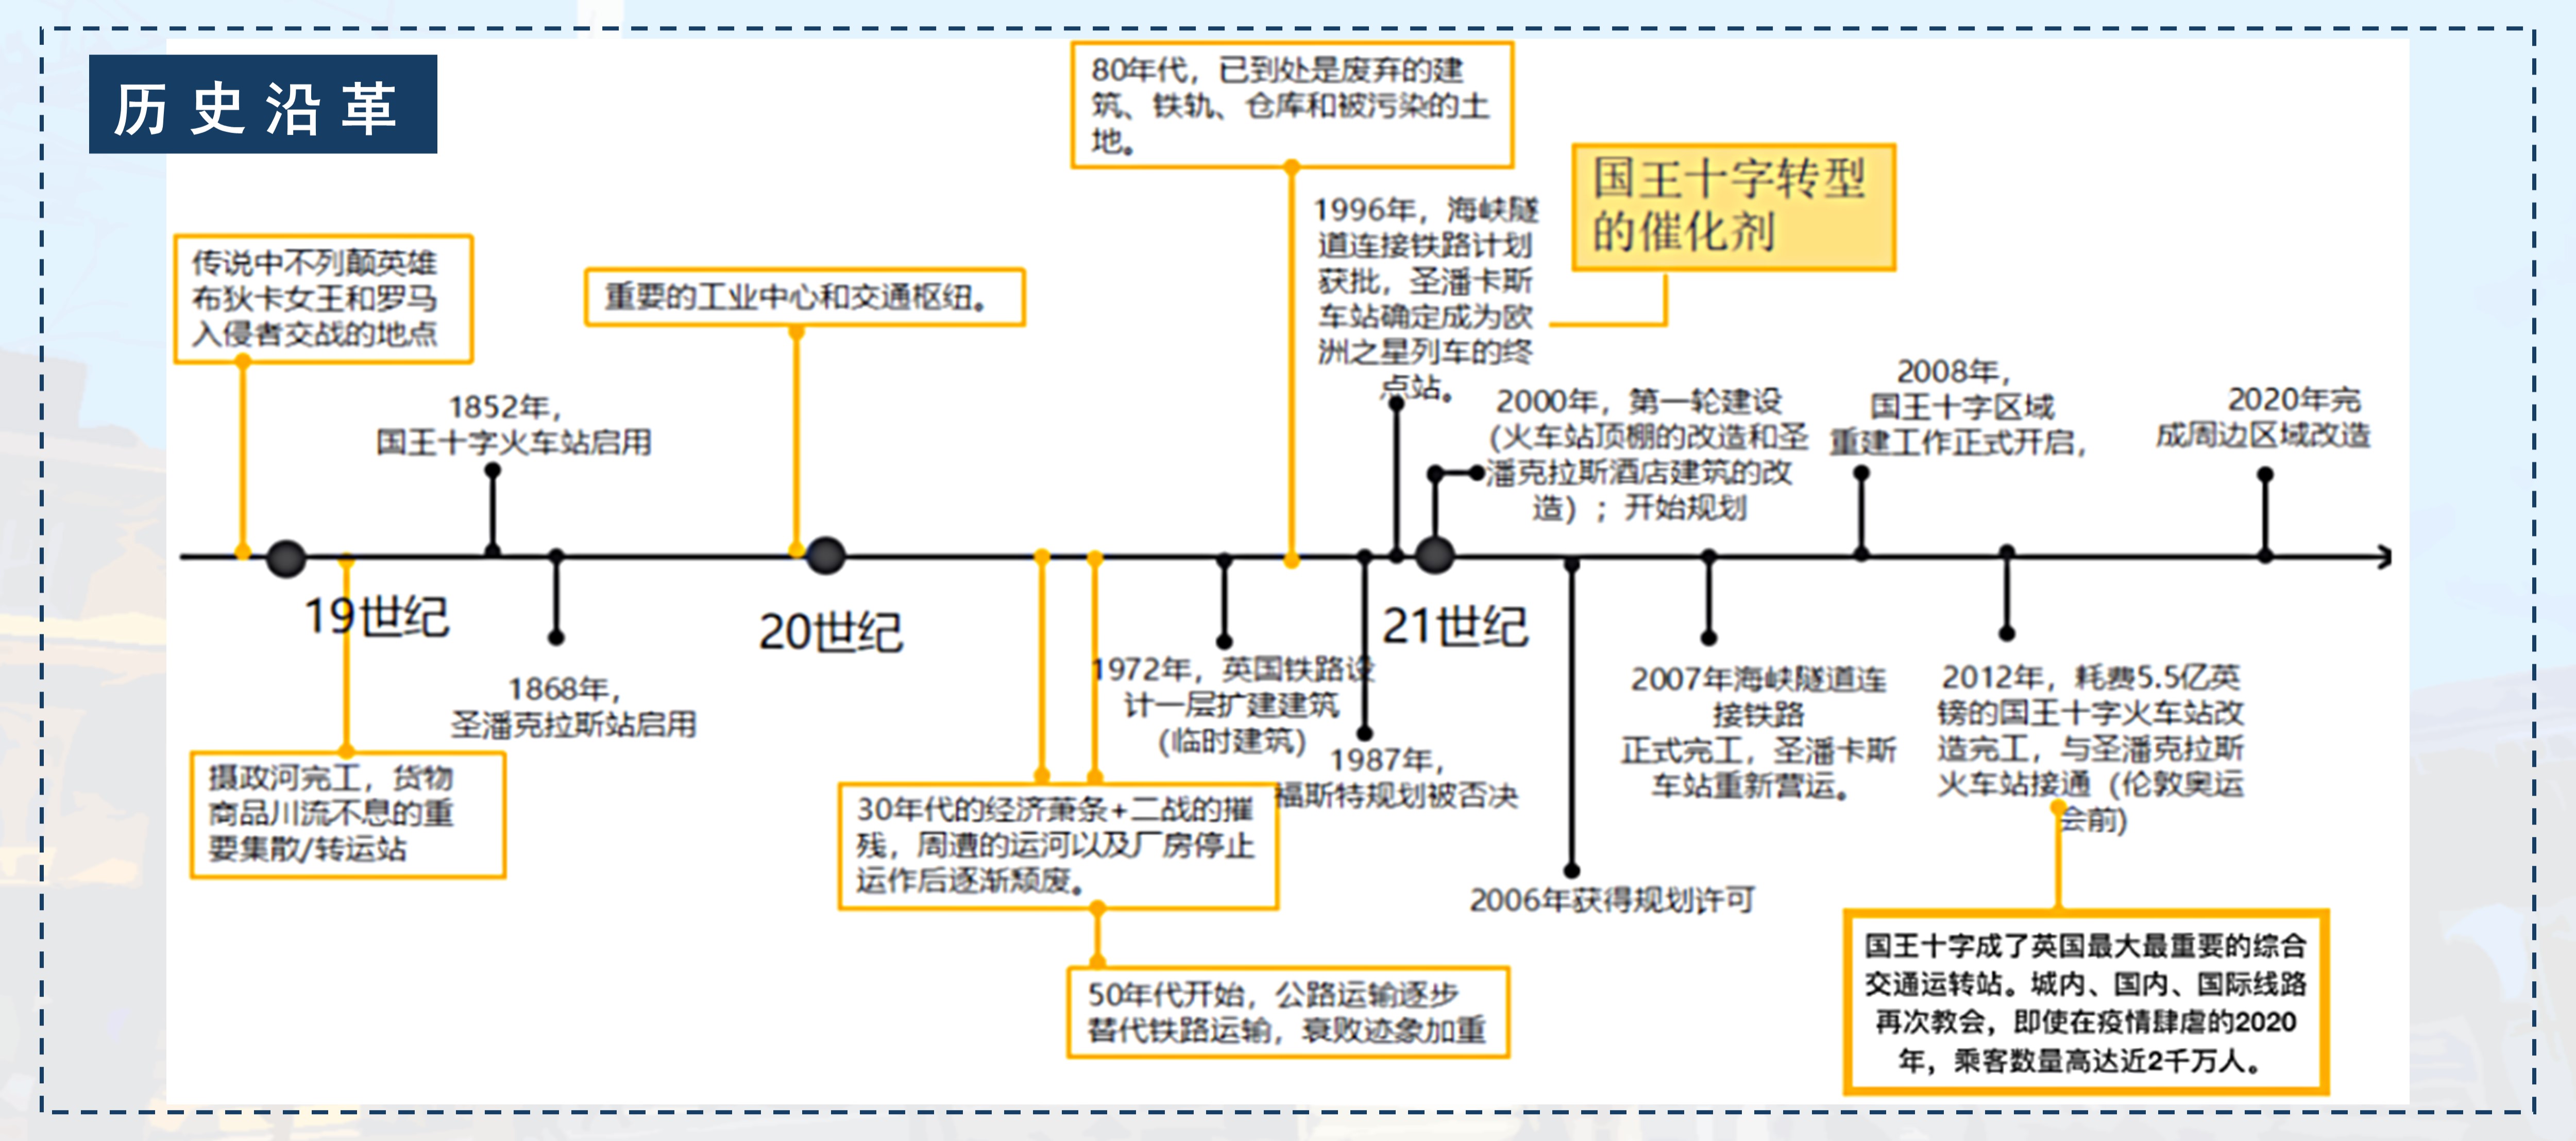 历史沿革
80年代，已到处是废弃的建
筑、铁轨、仓库和被污染的土
地。
国王十字转型
的催化剂
1996年，海峡隧
道连接铁路计划
获批，圣潘卡斯
车站确定成为欧
洲之星列车的终
点站。
传说中不列颠英雄
布狄卡女王和罗马
入侵者交战的地点
重要的工业中心和交通枢纽。
1852年，
国王十字火车站启用
2000年，第一轮建设
(火车站顶棚的改造和圣
潘克拉斯酒店建筑的改
造)；开始规划
2008年，
国王十字区域
重建工作正式开启，
2020年完
成周边区域改造
19世纪
20世纪
21世纪
1868年，
圣潘克拉斯站启用
摄政河完工，货物
商品川流不息的重
要集散/转运站
1972年，英国铁路设
计一层扩建建筑
(临时建筑)
1987年，
福斯特规划被否决
30年代的经济萧条+二战的摧
残，周遭的运河以及厂房停止
运作后逐渐颓废。
50年代开始，公路运输逐步
替代铁路运输，衰败迹象加重
2006年获得规划许可
2007年海峡隧道连
接铁路
正式完工，圣潘卡斯
车站重新营运。
2012年，耗费5.5亿英
镑的国王十字火车站改
造完工，与圣潘克拉斯
火车站接通（伦敦奥运
会前)
国王十字成了英国最大最重要的综合
交通运转站。城内、国内、国际线路
再次教会，即使在疫情肆虐的2020
年，乘客数量高达近2千万人。